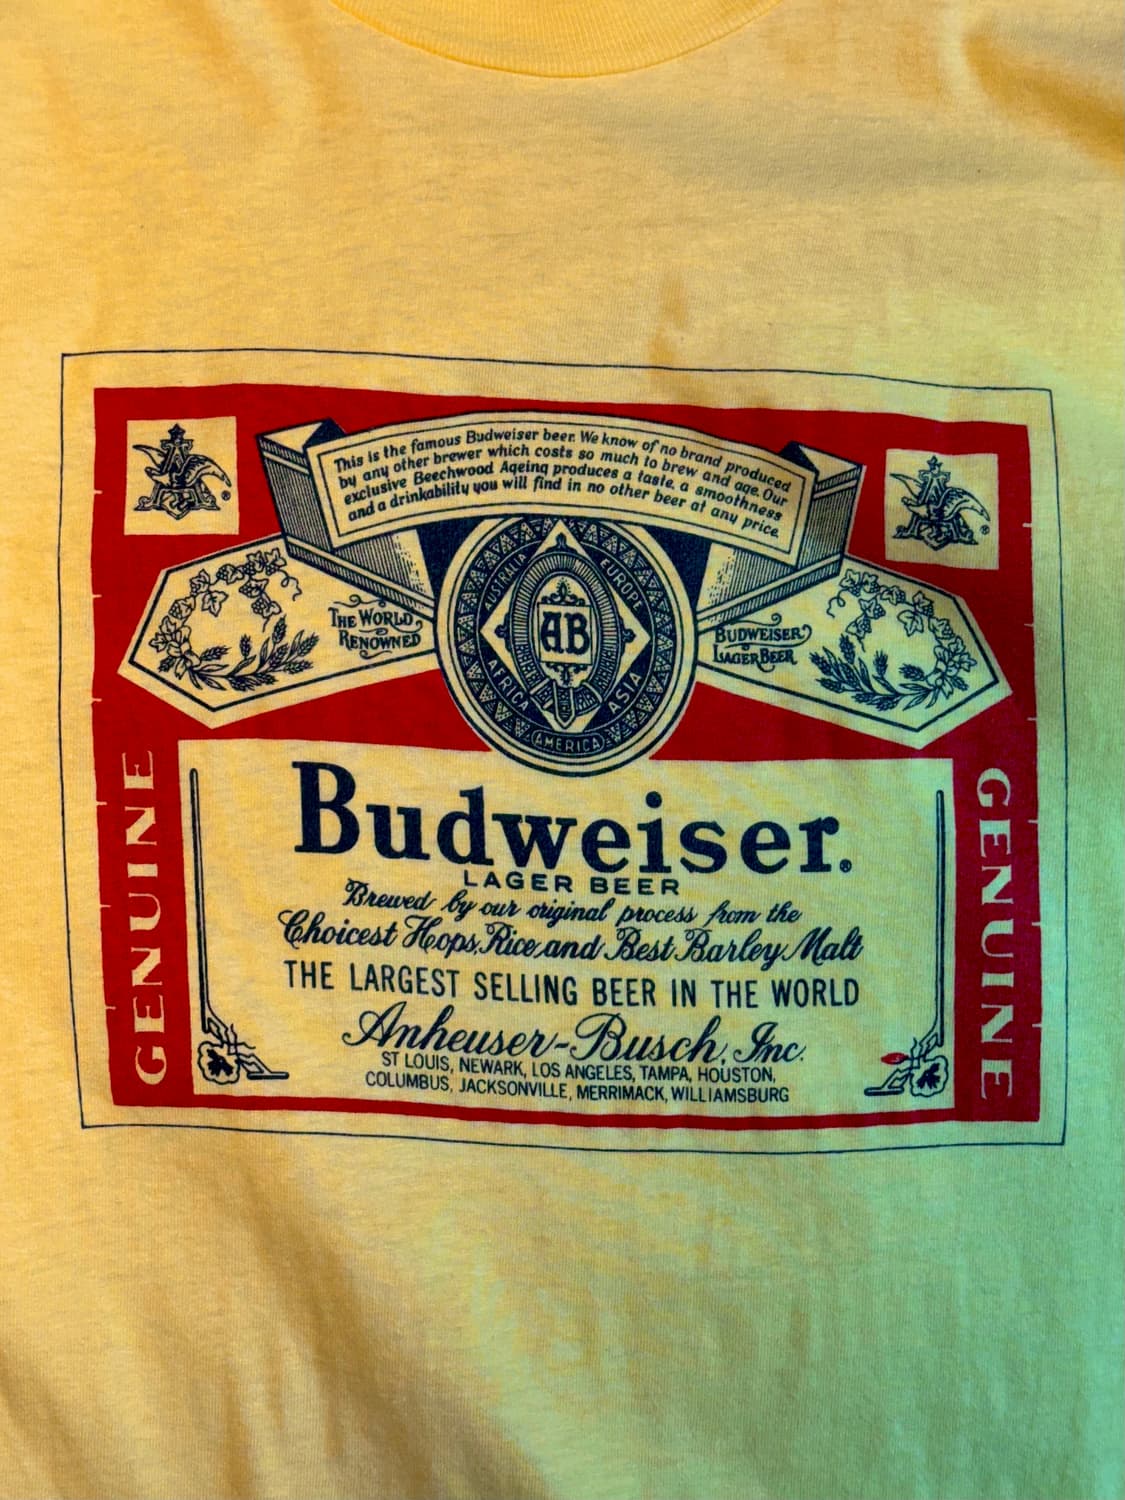 This is the famous Budweiser beer. We know of no brand produced
by any other brewer which costs so much to brew and age. Our
exclusive Beechwood Ageing produces a taste, a smoothness
and a drinkability you will find in no other beer at any price.
®
®
THE WORLD
RENOWNED
AUSTRALIA
EUROPE
AFRICA
ASIA
AMERICA
AB
BUDWEISER
LAGER BEER
GENUINE
GENUINE
Budweiser®
LAGER BEER
Brewed by our original process from the
Choicest Hops, Rice and Best Barley Malt
THE LARGEST SELLING BEER IN THE WORLD
Anheuser-Busch, Inc.
ST LOUIS, NEWARK, LOS ANGELES, TAMPA, HOUSTON,
COLUMBUS, JACKSONVILLE, MERRIMACK, WILLIAMSBURG